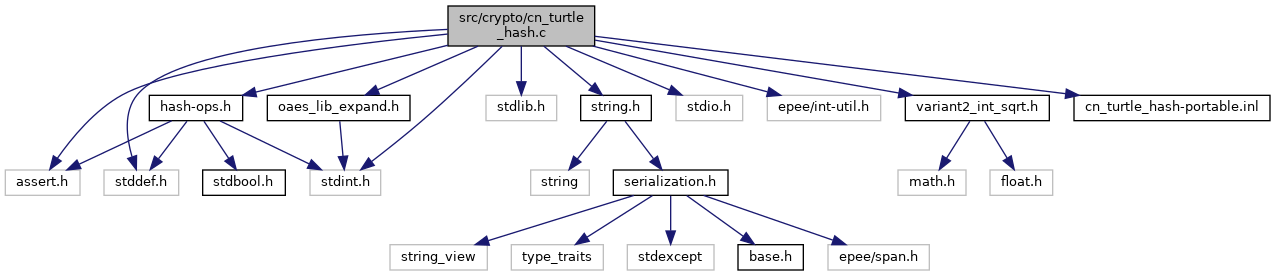 src/crypto/cn_turtle
_hash.c
hash-ops.h
oaes_lib_expand.h
stdlib.h
string.h
stdio.h
epee/int-util.h
variant2_int_sqrt.h
cn_turtle_hash-portable.inl
assert.h
stddef.h
stdbool.h
stdint.h
string
serialization.h
math.h
float.h
string_view
type_traits
stdexcept
base.h
epee/span.h